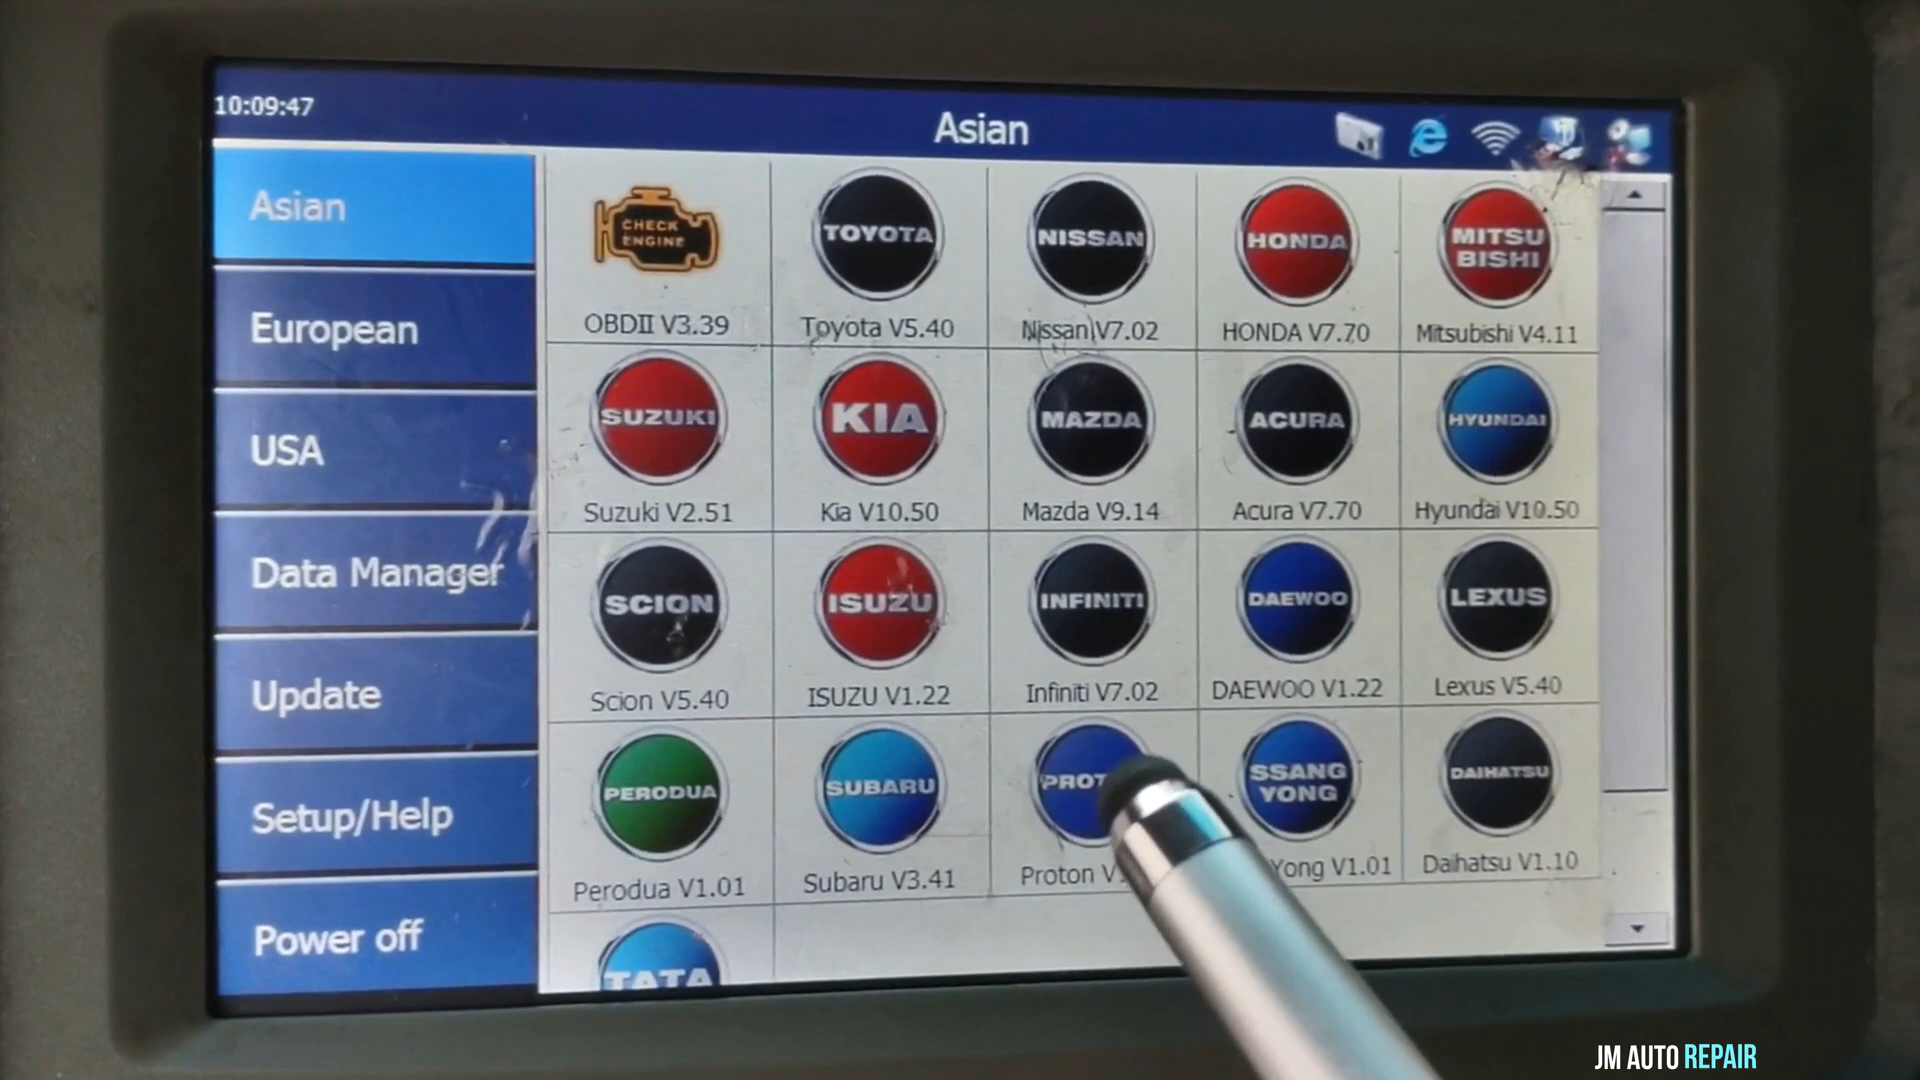 10:09:47
Asian
Asian
European
USA
Data Manager
Update
Setup/Help
Power off
CHECK
ENGINE
TOYOTA
NISSAN
HONDA
MITSU
BISHI
OBDII V3.39
Toyota V5.40
Nissan V7.02
HONDA V7.70
Mitsubishi V4.11
SUZUKI
KIA
MAZDA
ACURA
HYUNDAI
Suzuki V2.51
Kia V10.50
Mazda V9.14
Acura V7.70
Hyundai V10.50
SCION
ISUZU
INFINITI
DAEWOO
LEXUS
Scion V5.40
ISUZU V1.22
Infiniti V7.02
DAEWOO V1.22
Lexus V5.40
PERODUA
SUBARU
SSANG
YONG
DAIHATSU
Perodua V1.01
Subaru V3.41
Proton
Yong V1.01
Daihatsu V1.10
TATA
JM AUTO REPAIR